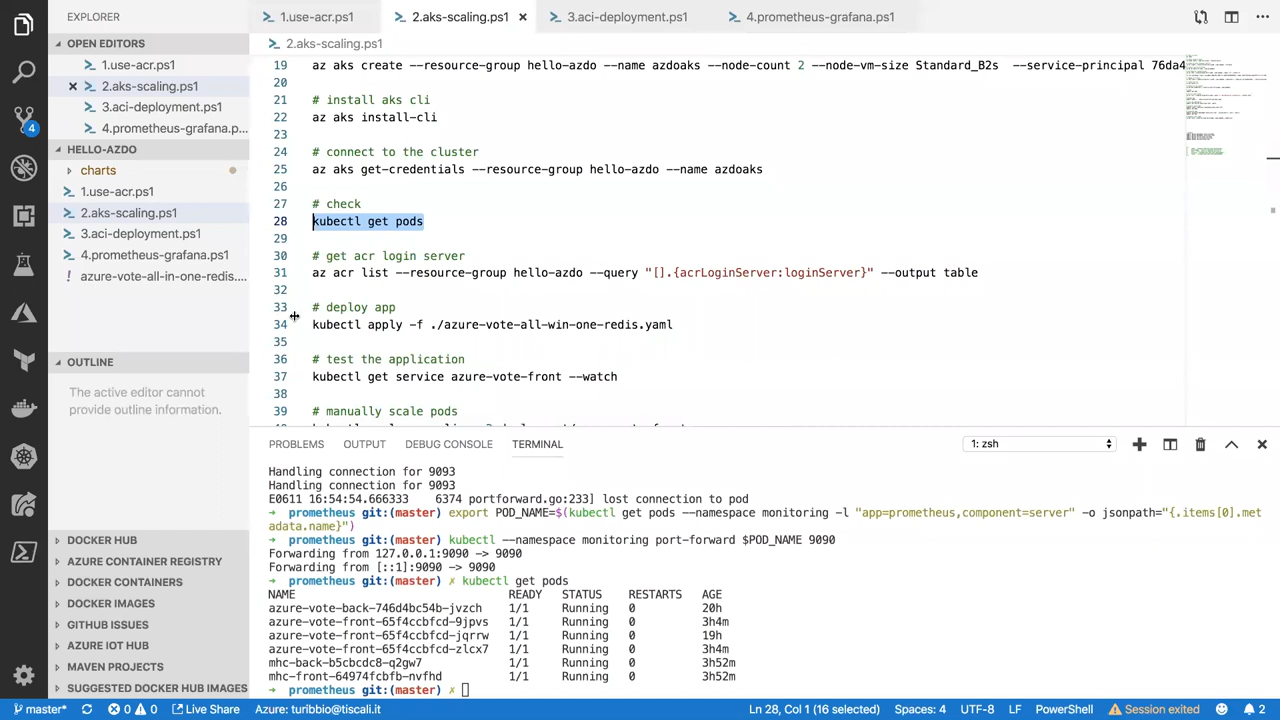 1.use-acr.ps1
2.aks-scaling.ps1
3.aci-deployment.ps1
4.prometheus-grafana.ps1
EXPLORER
OPEN EDITORS
1.use-acr.ps1
2.aks-scaling.ps1
3.aci-deployment.ps1
4.prometheus-grafana.p...
HELLO-AZDO
charts
1.use-acr.ps1
2.aks-scaling.ps1
3.aci-deployment.ps1
4.prometheus-grafana.ps1
azure-vote-all-in-one-redis....
OUTLINE
The active editor cannot
provide outline information.
DOCKER HUB
AZURE CONTAINER REGISTRY
DOCKER CONTAINERS
DOCKER IMAGES
GITHUB ISSUES
AZURE IOT HUB
MAVEN PROJECTS
SUGGESTED DOCKER HUB IMAGES
4
2.aks-scaling.ps1
19 az aks create --resource-group hello-azdo --name azdoaks --node-count 2 --node-vm-size Standard_B2s --service-principal 76da4
20
21 # install aks cli
22 az aks install-cli
23
24 # connect to the cluster
25 az aks get-credentials --resource-group hello-azdo --name azdoaks
26
27 # check
28 kubectl get pods
29
30 # get acr login server
31 az acr list --resource-group hello-azdo --query "[].{acrLoginServer:loginServer}" --output table
32
33 # deploy app
34 kubectl apply -f ./azure-vote-all-win-one-redis.yaml
35
36 # test the application
37 kubectl get service azure-vote-front --watch
38
39 # manually scale pods
PROBLEMS OUTPUT DEBUG CONSOLE TERMINAL 1: zsh
Handling connection for 9093
Handling connection for 9093
E0611 16:54:54.666333 6374 portforward.go:233] lost connection to pod
➜ prometheus git:(master) export POD_NAME=$(kubectl get pods --namespace monitoring -l "app=prometheus,component=server" -o jsonpath="{.items[0].met
adata.name}")
➜ prometheus git:(master) kubectl --namespace monitoring port-forward $POD_NAME 9090
Forwarding from 127.0.0.1:9090 -> 9090
Forwarding from [::1]:9090 -> 9090
➜ prometheus git:(master) ✗ kubectl get pods
NAME READY STATUS RESTARTS AGE
azure-vote-back-746d4bc54b-jvzch 1/1 Running 0 20h
azure-vote-front-65f4ccbfcd-9jpvs 1/1 Running 0 3h4m
azure-vote-front-65f4ccbfcd-jqrrw 1/1 Running 0 19h
azure-vote-front-65f4ccbfcd-zlcx7 1/1 Running 0 3h4m
mhc-back-b5cbcdc8-q2gw7 1/1 Running 0 3h52m
mhc-front-64974fcbfb-nvfhd 1/1 Running 0 3h52m
➜ prometheus git:(master) ✗
master* 0 0 Live Share Azure: turibbio@tiscali.it Ln 28, Col 1 (16 selected) Spaces: 4 UTF-8 LF PowerShell Session exited 2